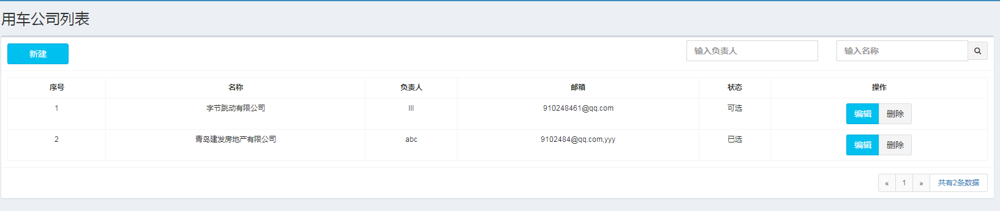 用车公司列表
新建 输入负责人 输入名称
序号 名称 负责人 邮箱 状态 操作
1 字节跳动有限公司 lll 910248461@qq.com 可选 编辑 删除
2 青岛建发房地产有限公司 abc 9102484@qq.com,yyy 已选 编辑 删除
« 1 » 共有2条数据